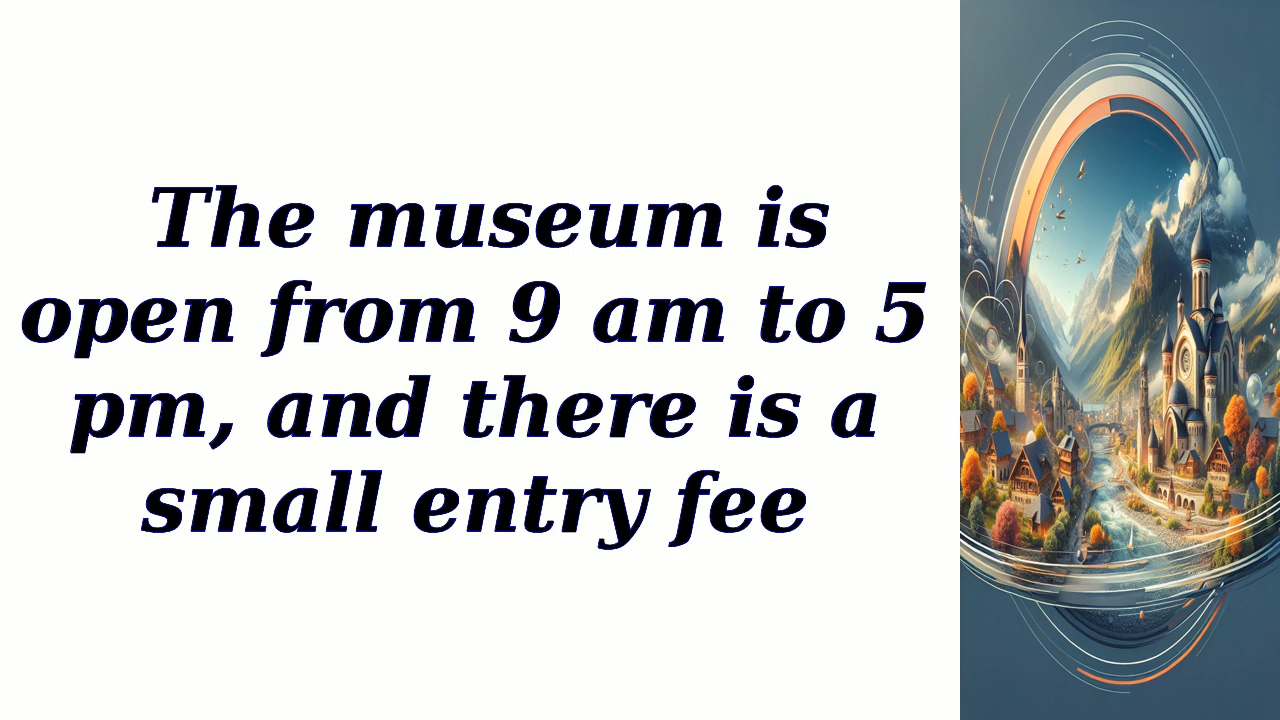 The museum is
open from 9 am to 5
pm, and there is a
small entry fee